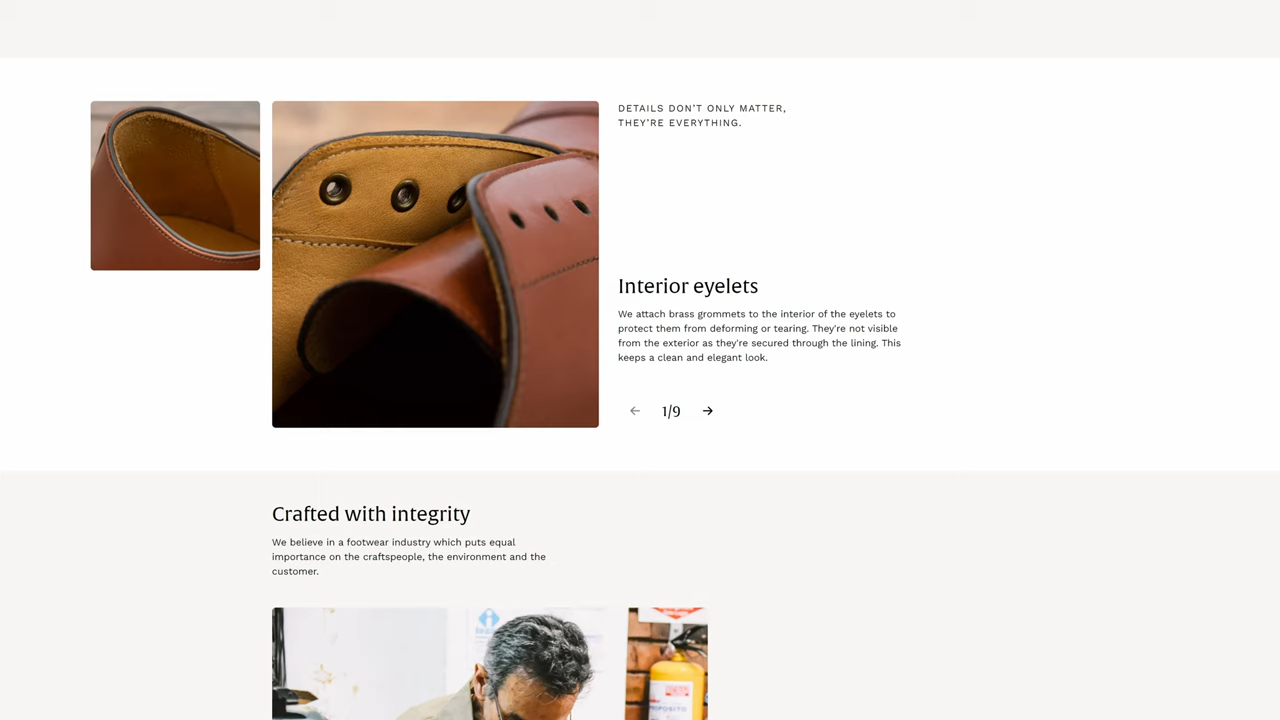 DETAILS DON'T ONLY MATTER,
THEY'RE EVERYTHING.
Interior eyelets
We attach brass grommets to the interior of the eyelets to
protect them from deforming or tearing. They're not visible
from the exterior as they're secured through the lining. This
keeps a clean and elegant look.
1/9
Crafted with integrity
We believe in a footwear industry which puts equal
importance on the craftspeople, the environment and the
customer.